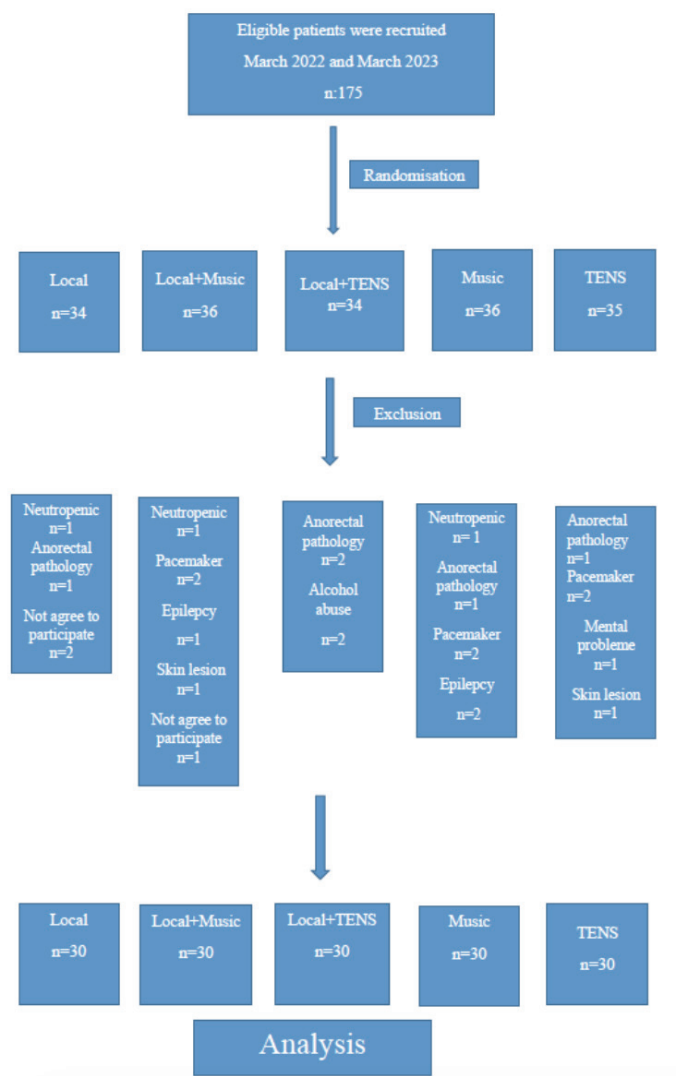 Eligible patients were recruited
March 2022 and March 2023
n:175
Randomisation
Local
n=34
Local+Music
n=36
Local+TENS
n=34
Music
n=36
TENS
n=35
Exclusion
Neutropenic
n=1
Anorectal
pathology
n=1
Not agree to
participate
n=2
Neutropenic
n=1
Pacemaker
n=2
Epilepcy
n=1
Skin lesion
n=1
Not agree to
participate
n=1
Anorectal
pathology
n=2
Alcohol
abuse
n=2
Neutropenic
n= 1
Anorectal
pathology
n=1
Pacemaker
n=2
Epilepcy
n=2
Anorectal
pathology
n=1
Pacemaker
n=2
Mental
probleme
n=1
Skin lesion
n=1
Local
n=30
Local+Music
n=30
Local+TENS
n=30
Music
n=30
TENS
n=30
Analysis